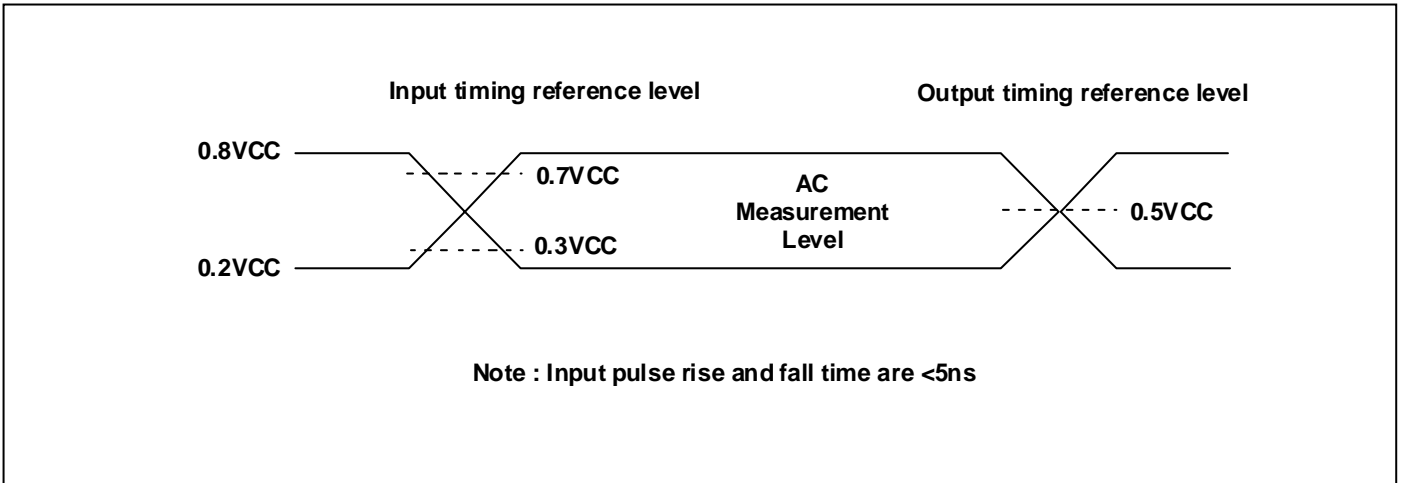 Input timing reference level
Output timing reference level
0.8VCC
0.7VCC
AC
Measurement
Level
0.5VCC
0.3VCC
0.2VCC
Note : Input pulse rise and fall time are <5ns